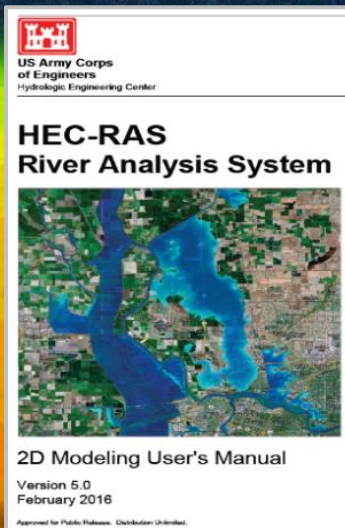 US Army Corps
of Engineers
Hydrologic Engineering Center
HEC-RAS
River Analysis System
2D Modeling User's Manual
Version 5.0
February 2016
Approved for Public Release. Distribution Unlimited.